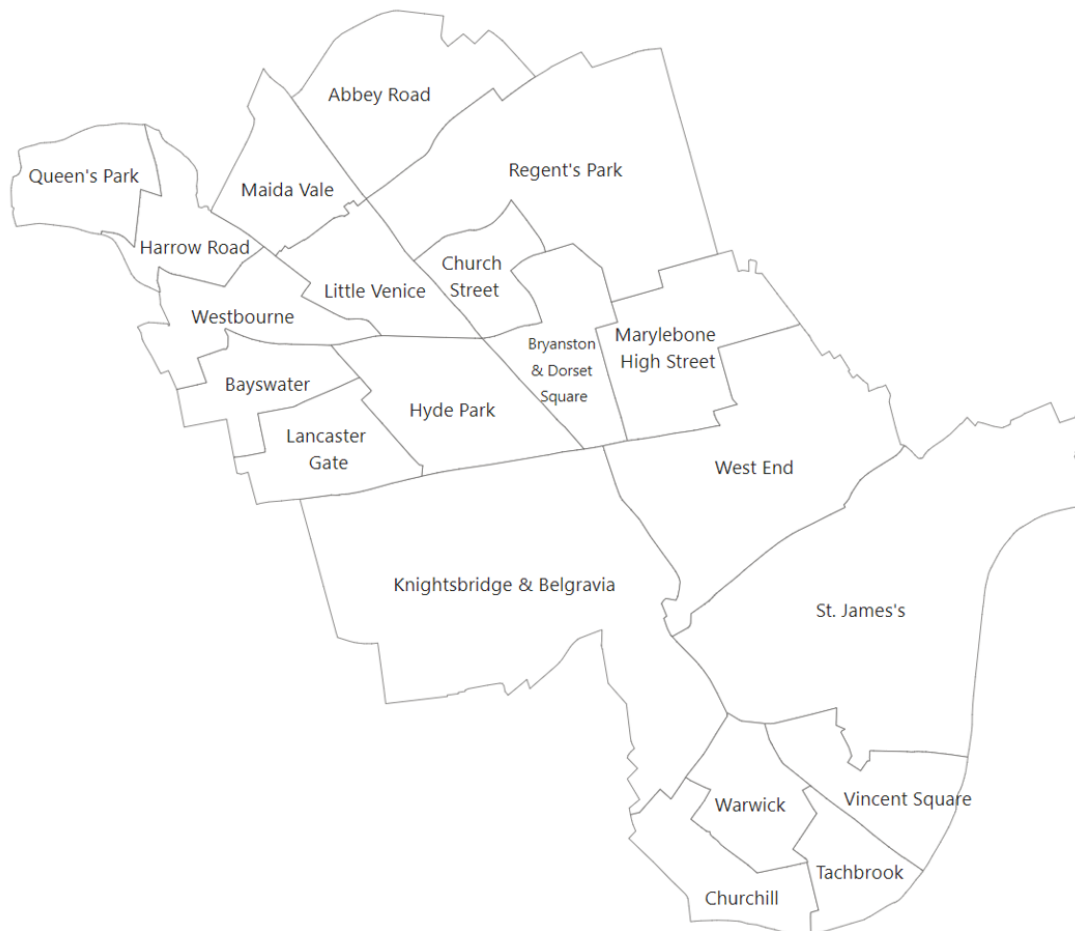 Abbey Road
Regent's Park
Queen's Park
Maida Vale
Harrow Road
Church
Street
Little Venice
Westbourne
Bryanston
& Dorset
Square
Marylebone
High Street
Bayswater
Hyde Park
Lancaster
Gate
West End
Knightsbridge & Belgravia
St. James's
Warwick
Vincent Square
Tachbrook
Churchill